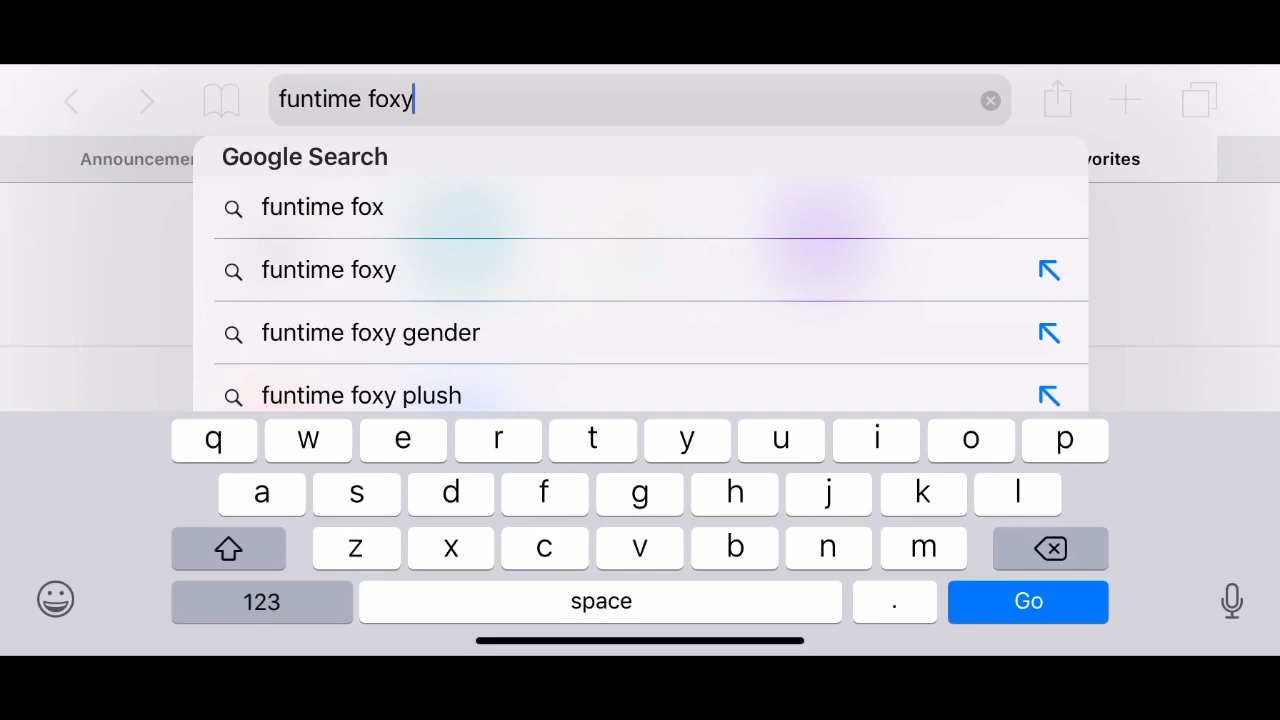 funtime foxy
Announcemen
vorites
Google Search
funtime fox
funtime foxy
funtime foxy gender
funtime foxy plush
q w e r t y u i o p
a s d f g h j k l
z x c v b n m
123 space . Go